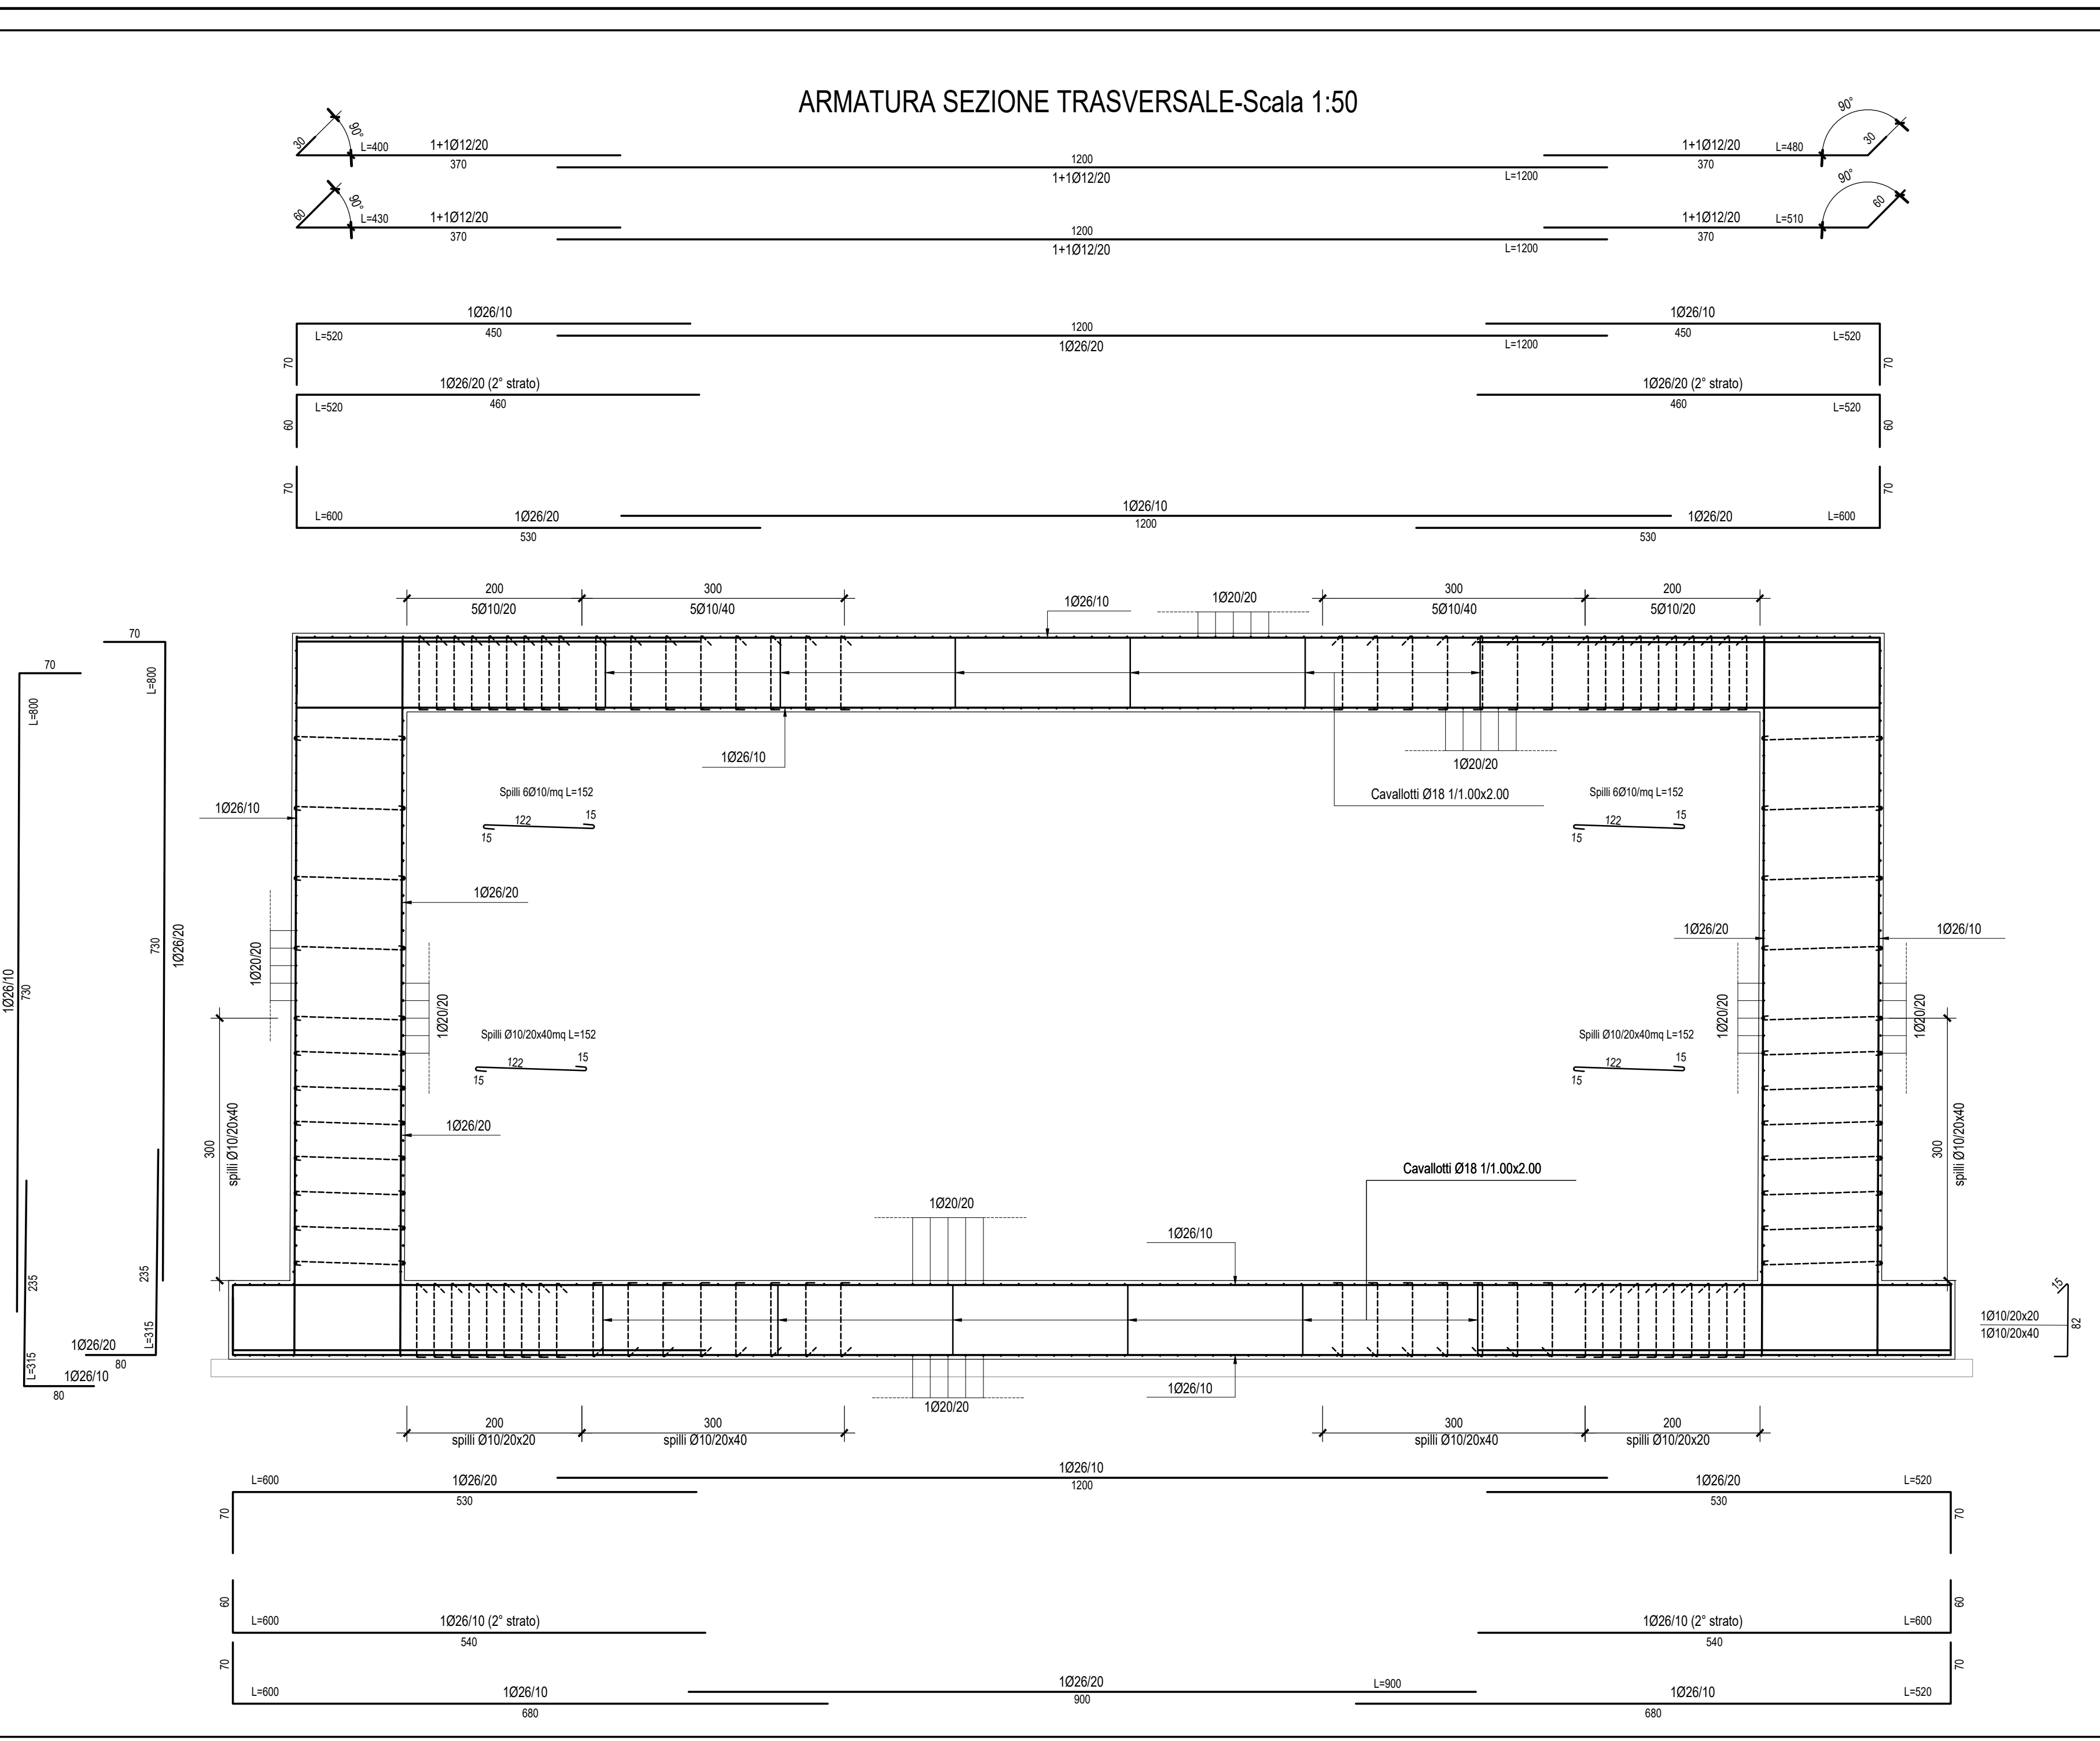 ARMATURA SEZIONE TRASVERSALE-Scala 1:50
30
90°
L=400
1+1Ø12/20
370
1200
1+1Ø12/20
L=1200
1+1Ø12/20
370
L=480
90°
30
60
90°
L=430
1+1Ø12/20
370
1200
1+1Ø12/20
L=1200
1+1Ø12/20
370
L=510
90°
60
1Ø26/10
L=520
450
70
1200
1Ø26/20
L=1200
1Ø26/10
450
L=520
70
1Ø26/20 (2° strato)
L=520
460
60
1Ø26/20 (2° strato)
460
L=520
60
70
L=600
1Ø26/20
530
1Ø26/10
1200
1Ø26/20
530
L=600
70
200
5Ø10/20
300
5Ø10/40
1Ø26/10
1Ø20/20
300
5Ø10/40
200
5Ø10/20
70
70
L=800
L=800
1Ø26/10
730
730
1Ø26/20
235
235
L=315
L=315
1Ø26/20
80
1Ø26/10
80
1Ø26/10
1Ø20/20
Cavallotti Ø18 1/1.00x2.00
Spilli 6Ø10/mq L=152
122
15
15
Spilli 6Ø10/mq L=152
122
15
15
1Ø26/10
1Ø26/20
1Ø26/20
1Ø26/10
1Ø20/20
1Ø20/20
1Ø20/20
1Ø20/20
Spilli Ø10/20x40mq L=152
122
15
15
Spilli Ø10/20x40mq L=152
122
15
15
300
spilli Ø10/20x40
1Ø26/20
300
spilli Ø10/20x40
Cavallotti Ø18 1/1.00x2.00
1Ø20/20
1Ø26/10
15
1Ø10/20x20
1Ø10/20x40
82
1Ø26/10
1Ø20/20
200
spilli Ø10/20x20
300
spilli Ø10/20x40
300
spilli Ø10/20x40
200
spilli Ø10/20x20
L=600
1Ø26/20
530
70
1Ø26/10
1200
1Ø26/20
530
L=520
70
60
L=600
1Ø26/10 (2° strato)
540
1Ø26/10 (2° strato)
540
L=600
60
70
L=600
1Ø26/10
680
1Ø26/20
900
L=900
1Ø26/10
680
L=520
70